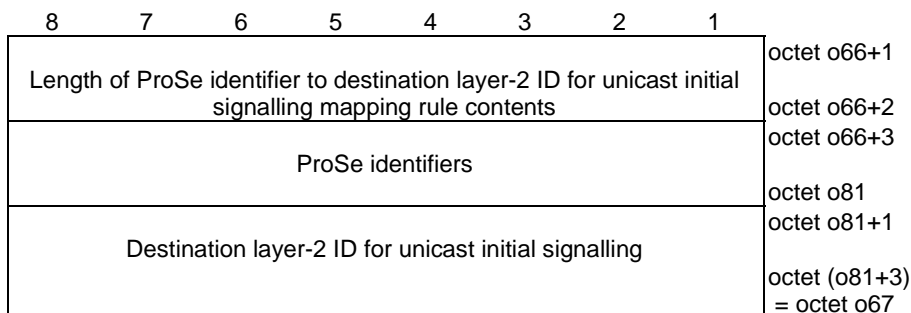 8 7 6 5 4 3 2 1
Length of ProSe identifier to destination layer-2 ID for unicast initial
signalling mapping rule contents
octet o66+1
octet o66+2
ProSe identifiers
octet o66+3
octet o81
Destination layer-2 ID for unicast initial signalling
octet o81+1
octet (o81+3)
= octet o67